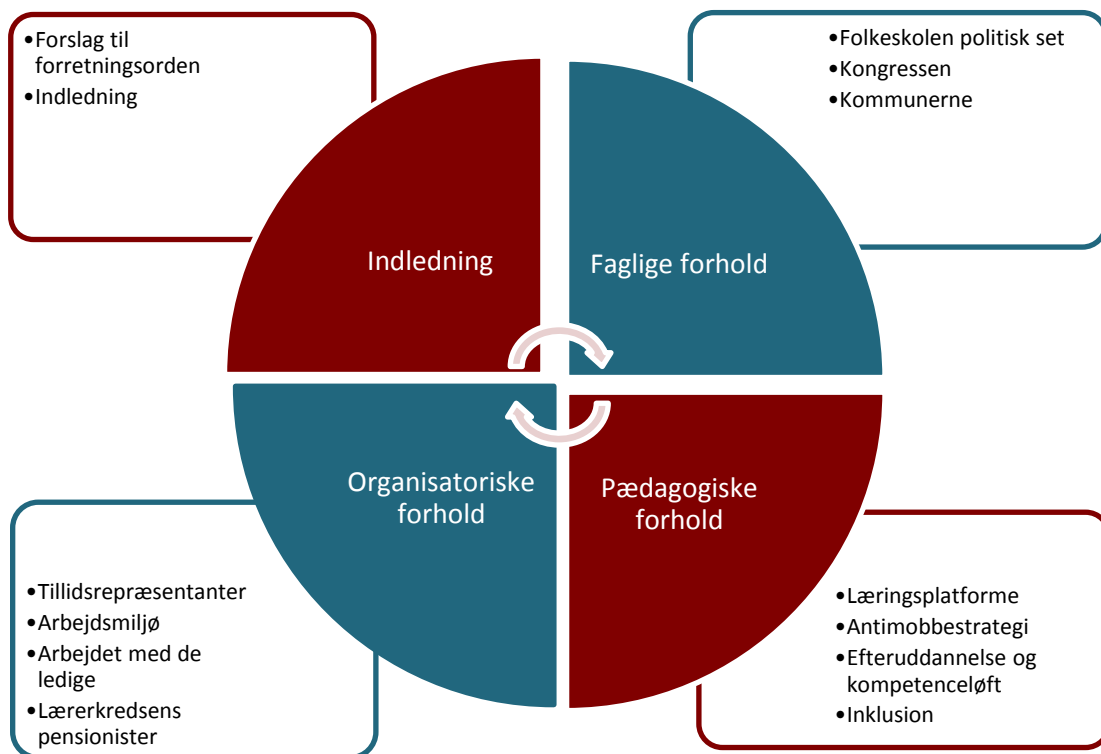 •Forslag til
forretningsorden
•Indledning
•Folkeskolen politisk set
•Kongressen
•Kommunerne
Indledning
Faglige forhold
Organisatoriske
forhold
Pædagogiske
forhold
•Tillidsrepræsentanter
•Arbejdsmiljø
•Arbejdet med de
ledige
•Lærerkredsens
pensionister
•Læringsplatforme
•Antimobbestrategi
•Efteruddannelse og
kompetenceløft
•Inklusion